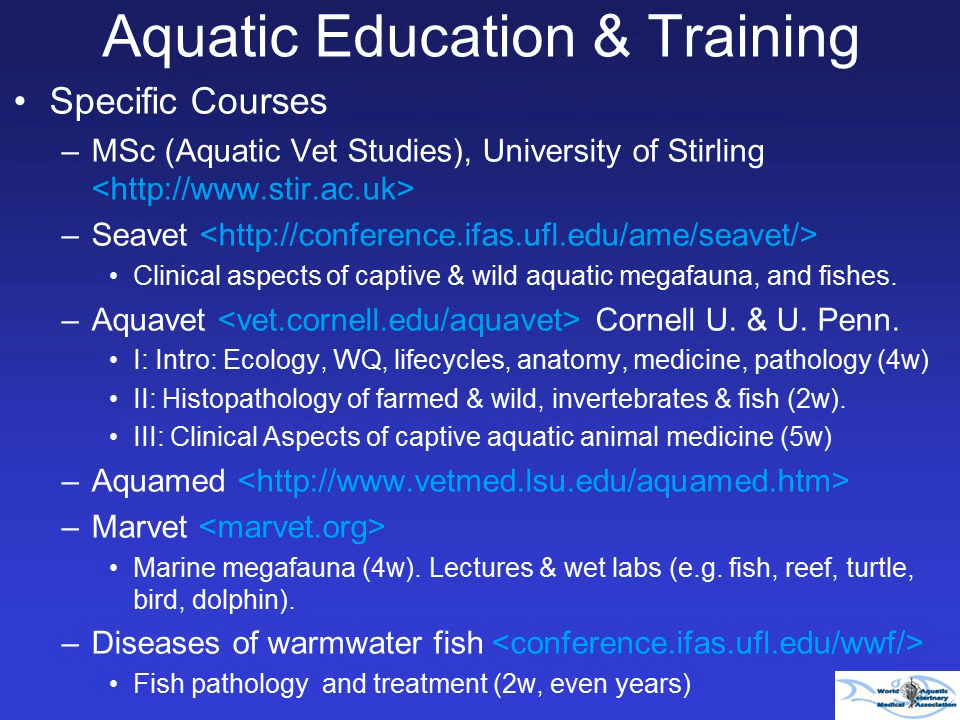 Aquatic Education & Training
• Specific Courses
– MSc (Aquatic Vet Studies), University of Stirling
<http://www.stir.ac.uk>
– Seavet <http://conference.ifas.ufl.edu/ame/seavet/>
• Clinical aspects of captive & wild aquatic megafauna, and fishes.
– Aquavet <vet.cornell.edu/aquavet> Cornell U. & U. Penn.
• I: Intro: Ecology, WQ, lifecycles, anatomy, medicine, pathology (4w)
• II: Histopathology of farmed & wild, invertebrates & fish (2w).
• III: Clinical Aspects of captive aquatic animal medicine (5w)
– Aquamed <http://www.vetmed.lsu.edu/aquamed.htm>
– Marvet <marvet.org>
• Marine megafauna (4w). Lectures & wet labs (e.g. fish, reef, turtle,
bird, dolphin).
– Diseases of warmwater fish <conference.ifas.ufl.edu/wwf/>
• Fish pathology and treatment (2w, even years)
World Aquatic
Veterinary
Medical Association